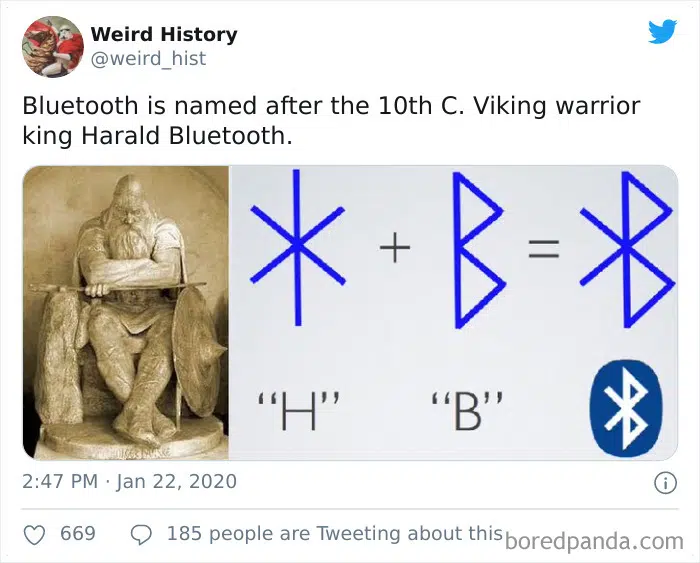 Weird History
@weird_hist
Bluetooth is named after the 10th C. Viking warrior
king Harald Bluetooth.
+ =
“H” “B”
2:47 PM · Jan 22, 2020
669 185 people are Tweeting about this
boredpanda.com